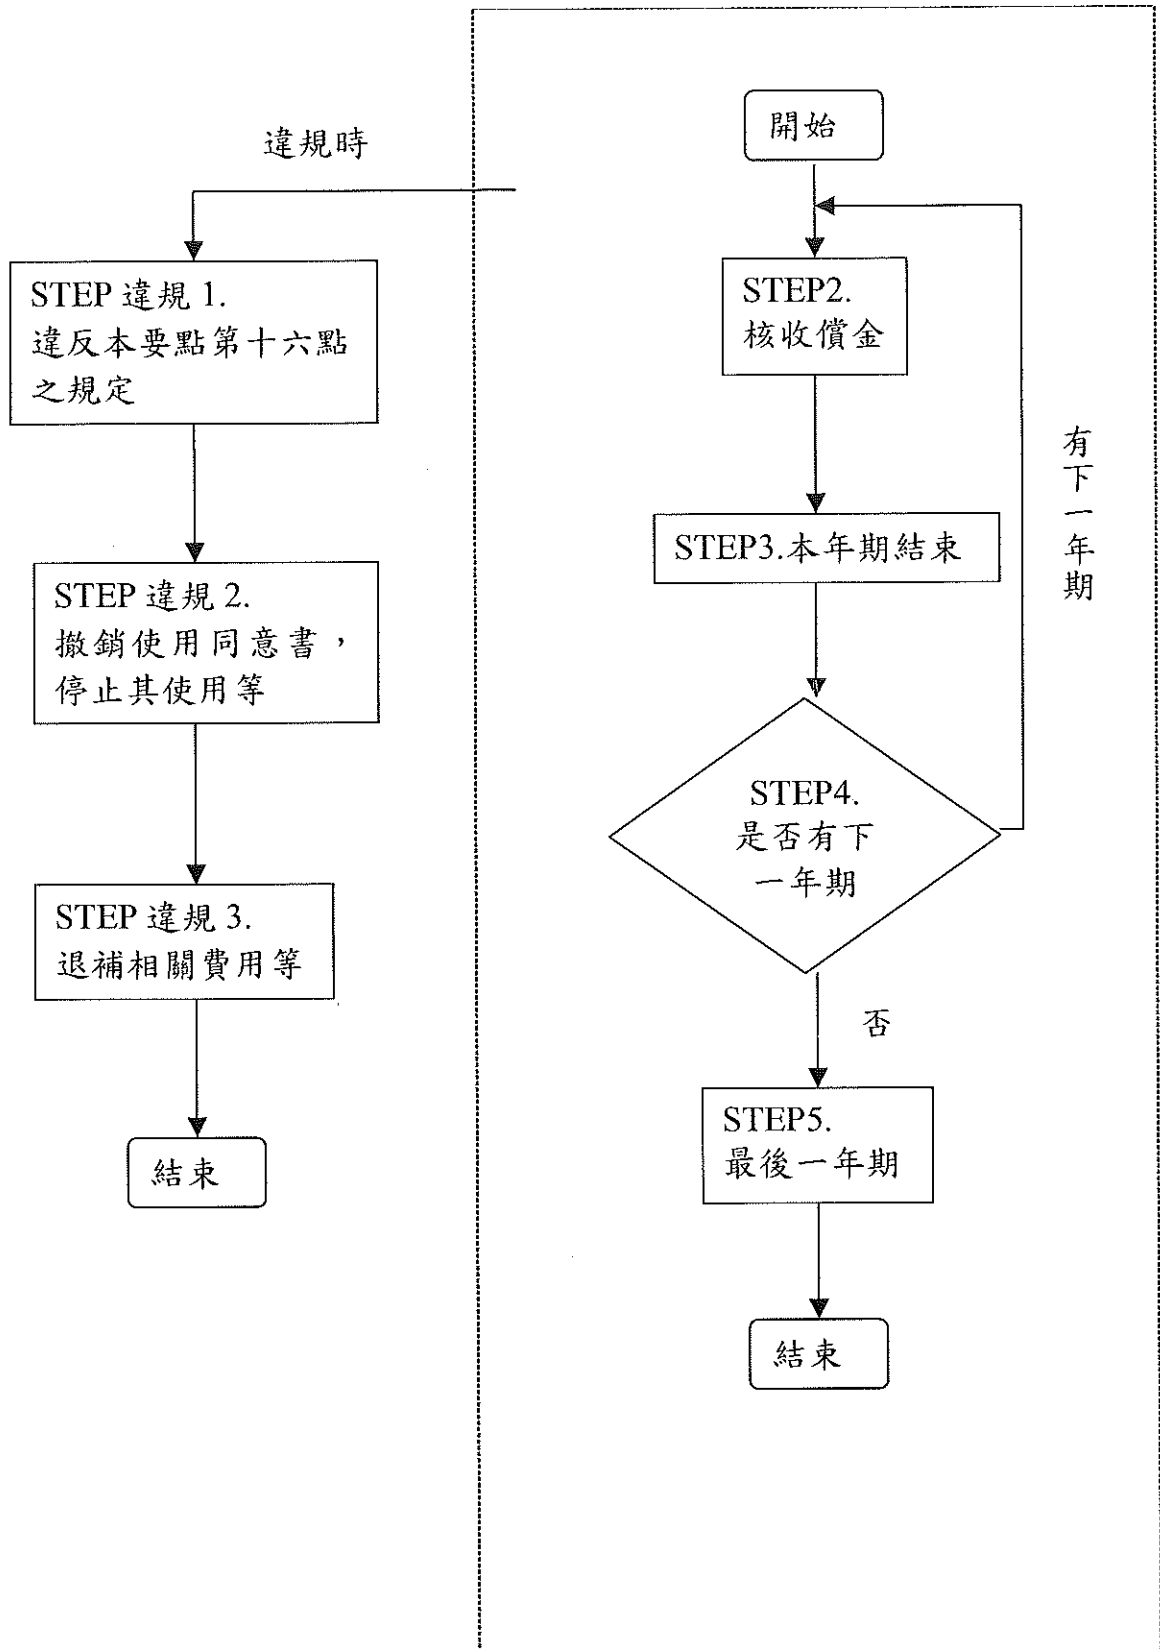 違規時
STEP 違規 1.
違反本要點第十六點
之規定
STEP 違規 2.
撤銷使用同意書，
停止其使用等
STEP 違規 3.
退補相關費用等
結束
開始
STEP2.
核收償金
STEP3.本年期結束
有下一年期
STEP4.
是否有下
一年期
否
STEP5.
最後一年期
結束